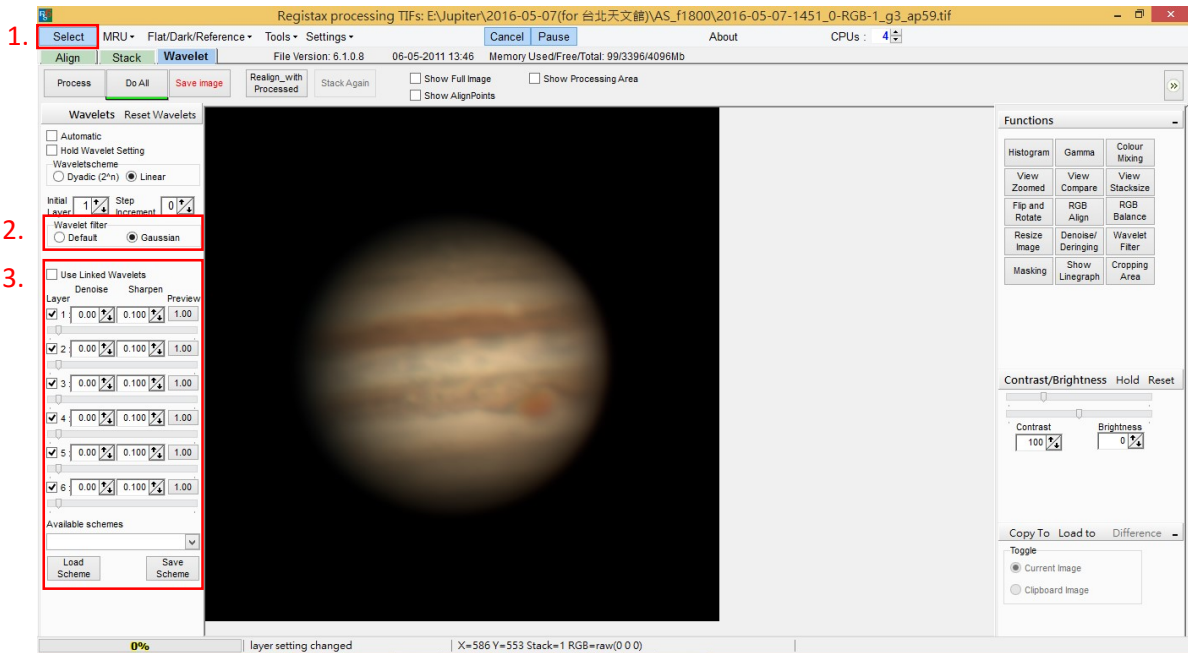 Registax processing TIFs: E:\Jupiter\2016-05-07(for 台北天文館)\AS_f1800\2016-05-07-1451_0-RGB-1_g3_ap59.tif
1.
Select MRU Flat/Dark/Reference Tools Settings Cancel Pause About CPUs : 4
Align Stack Wavelet File Version: 6.1.0.8 06-05-2011 13:46 Memory Used/Free/Total: 99/3396/4096Mb
Process Do All Save image Realign_with Processed Stack Again
Show Full Image Show Processing Area
Show AlignPoints
»
Wavelets Reset Wavelets
Automatic
Hold Wavelet Setting
Waveletscheme
Dyadic (2^n) Linear
Initial Layer 1 Step Increment 0
2.
Wavelet filter
Default Gaussian
3.
Use Linked Wavelets
Denoise Sharpen
Layer Preview
1 : 0.00 0.100 1.00
2 : 0.00 0.100 1.00
3 : 0.00 0.100 1.00
4 : 0.00 0.100 1.00
5 : 0.00 0.100 1.00
6 : 0.00 0.100 1.00
Available schemes
Load Scheme Save Scheme
Functions
Histogram Gamma Colour Mixing
View Zoomed View Compare View Stacksize
Flip and Rotate RGB Align RGB Balance
Resize Image Denoise/ Deringing Wavelet Filter
Masking Show Linegraph Cropping Area
Contrast/Brightness Hold Reset
Contrast Brightness
100 0
Copy To Load to Difference
Toggle
Current Image
Clipboard Image
0% layer setting changed X=586 Y=553 Stack=1 RGB=raw(0 0 0)